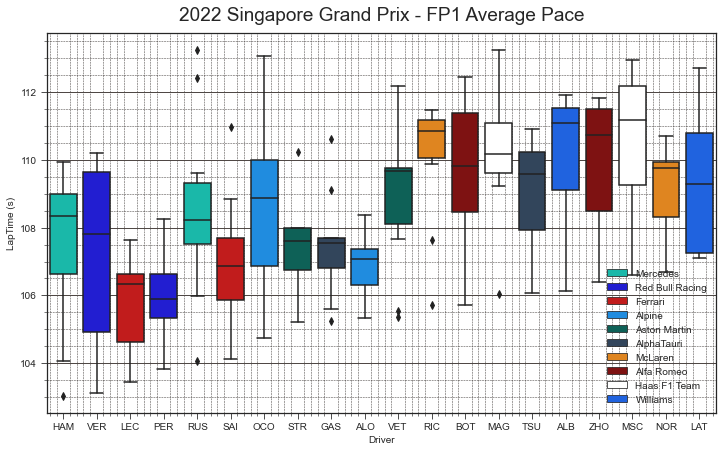 2022 Singapore Grand Prix - FP1 Average Pace
LapTime (s)
112
110
108
106
104
Mercedes
Red Bull Racing
Ferrari
Alpine
Aston Martin
AlphaTauri
McLaren
Alfa Romeo
Haas F1 Team
Williams
HAM VER LEC PER RUS SAI OCO STR GAS ALO VET RIC BOT MAG TSU ALB ZHO MSC NOR LAT
Driver